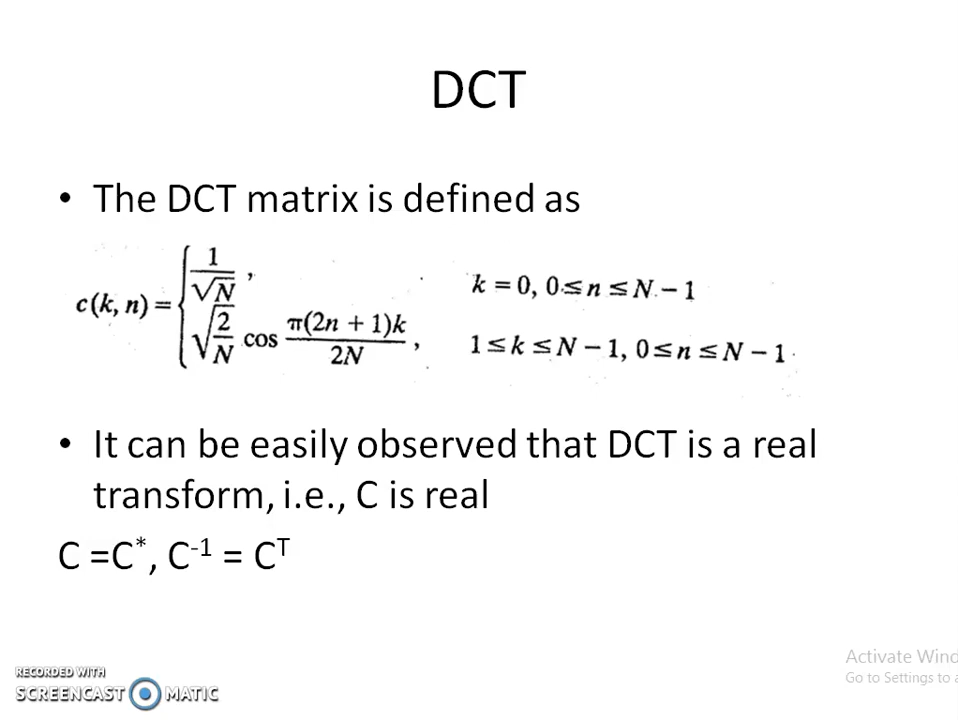 DCT
• The DCT matrix is defined as
c(k, n) = { 1/√N , k = 0, 0 ≤ n ≤ N − 1
√(2/N) cos π(2n + 1)k / 2N , 1 ≤ k ≤ N − 1, 0 ≤ n ≤ N − 1
• It can be easily observed that DCT is a real
transform, i.e., C is real
C =C*, C⁻¹ = Cᵀ
Activate Wind
Go to Settings to a
RECORDED WITH
SCREENCAST MATIC